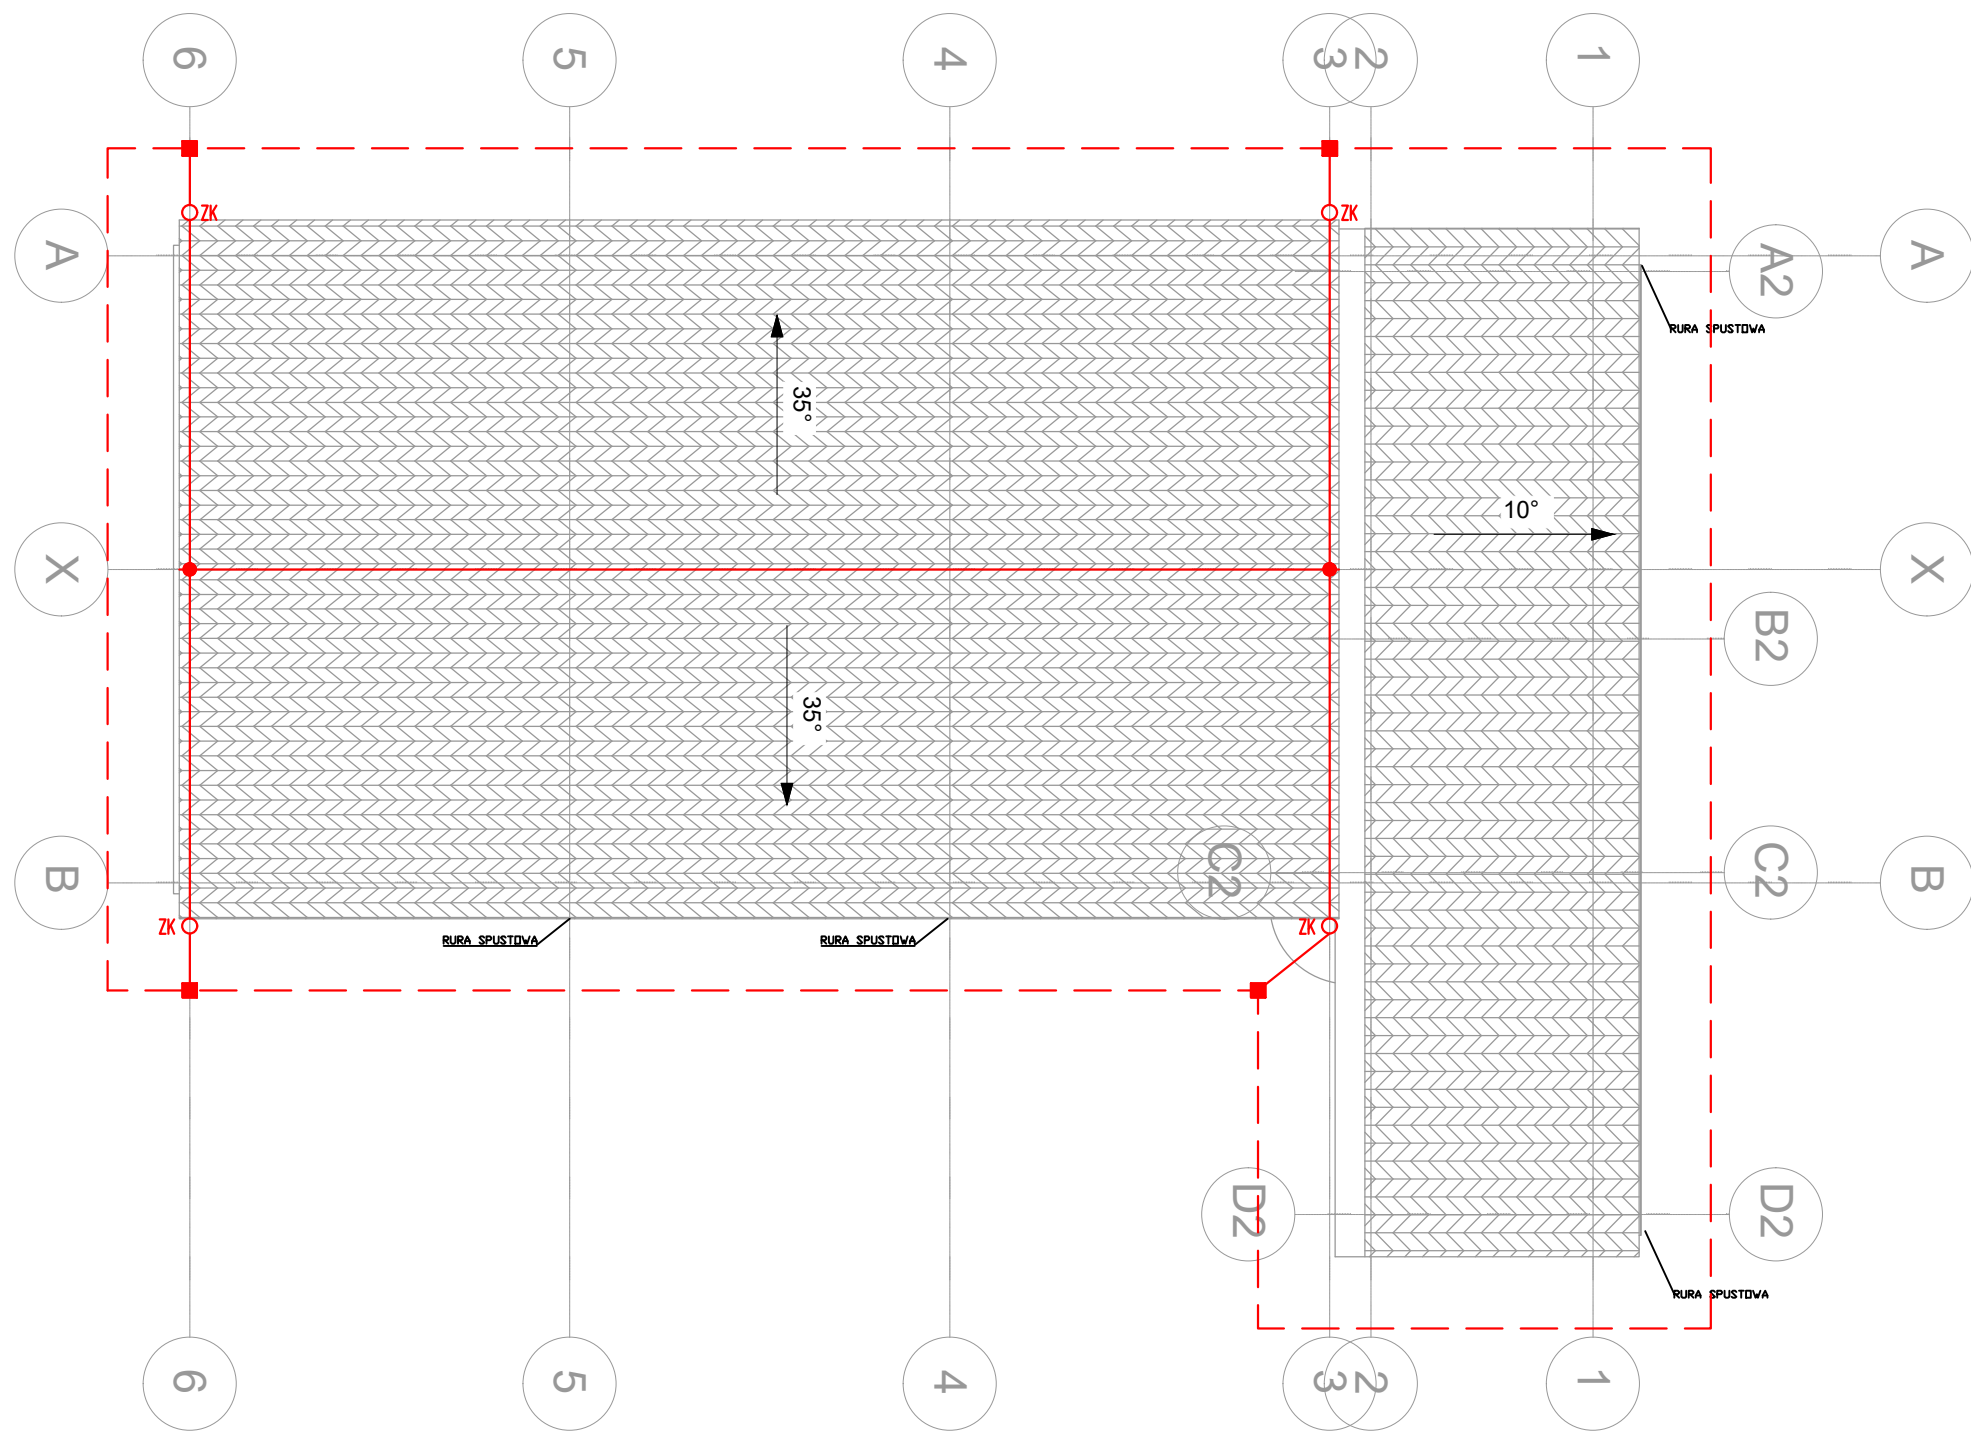 6 5 4 3 2 1
ZK ZK
A A2 A
RURA SPUSTOWA
35°
10°
X X
B2
35°
C2 C2
B B
ZK ZK
RURA SPUSTOWA RURA SPUSTOWA
D2 D2
RURA SPUSTOWA
6 5 4 3 2 1